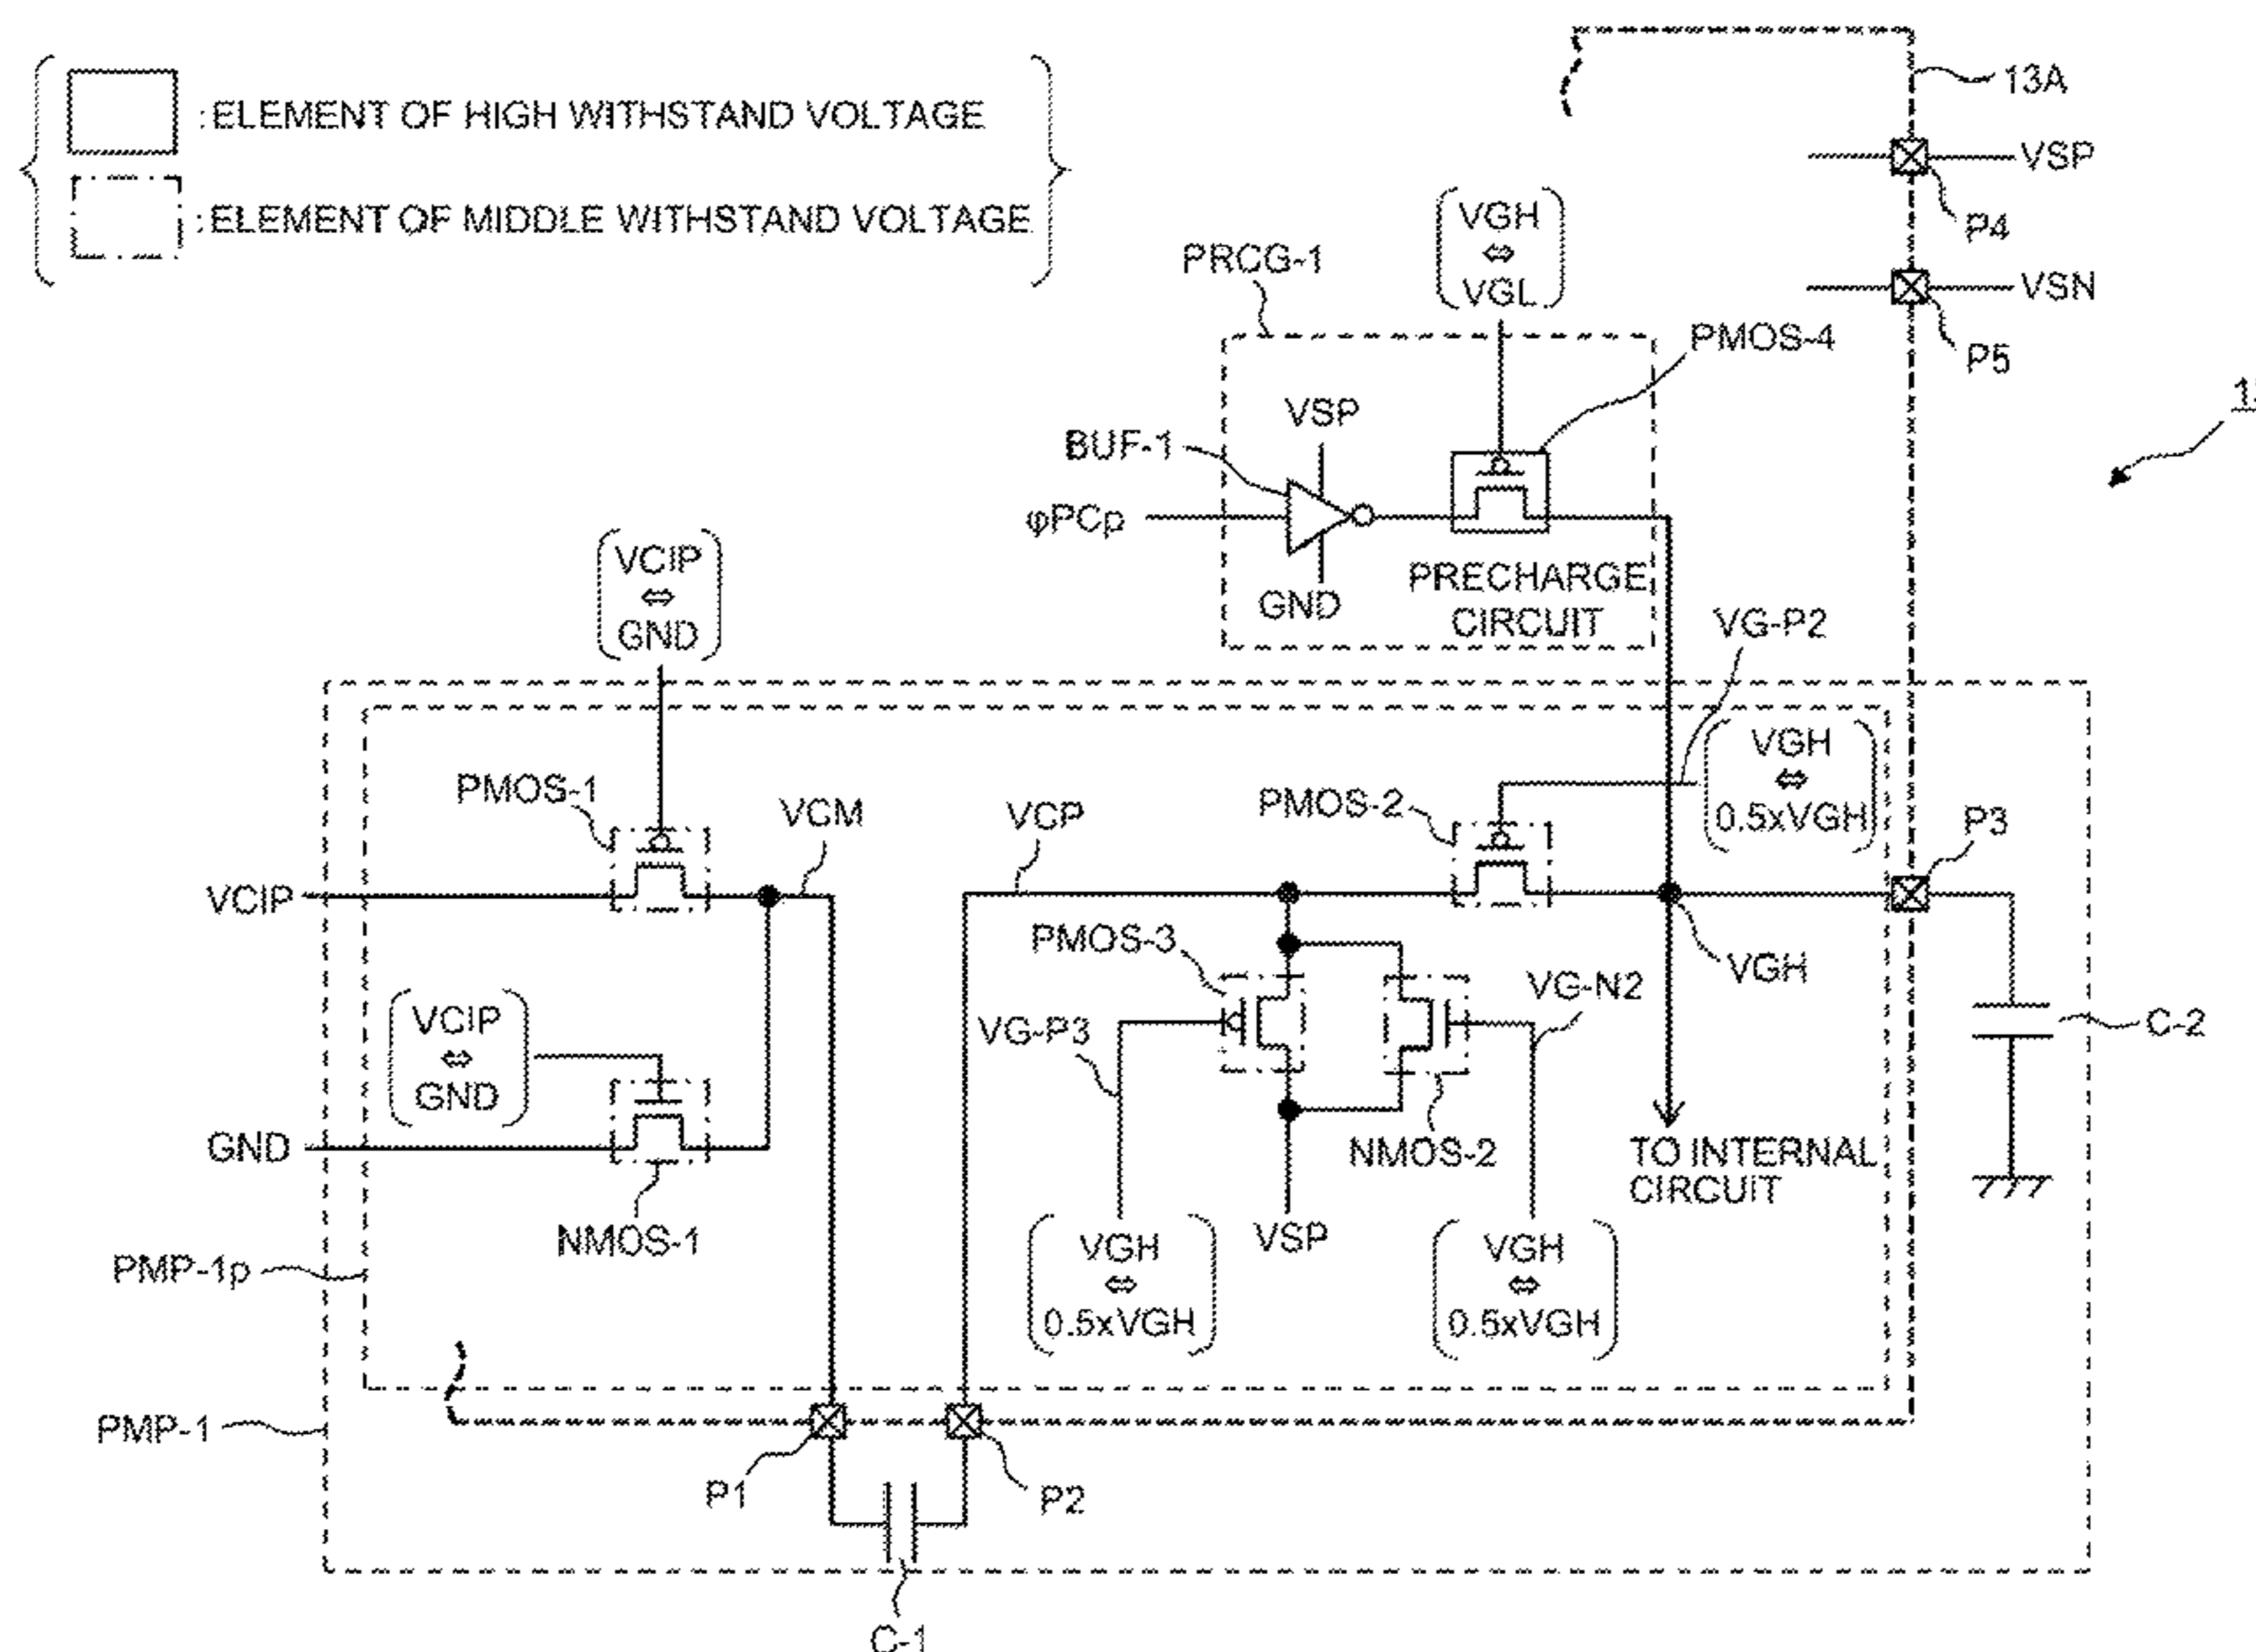 : ELEMENT OF HIGH WITHSTAND VOLTAGE
: ELEMENT OF MIDDLE WITHSTAND VOLTAGE
13A
VSP
P4
VSN
P5
VGH
⇔
VGL
PRCG-1
PMOS-4
VSP
BUF-1
φPCp
GND
PRECHARGE
CIRCUIT
VCIP
⇔
GND
VG-P2
VGH
⇔
0.5xVGH
PMOS-1
VCM
VCP
PMOS-2
P3
VCIP
PMOS-3
VG-N2
VGH
VG-P3
C-2
VCIP
⇔
GND
GND
NMOS-1
NMOS-2
TO INTERNAL
CIRCUIT
VSP
VGH
⇔
0.5xVGH
VGH
⇔
0.5xVGH
PMP-1p
PMP-1
P1
P2
C-1